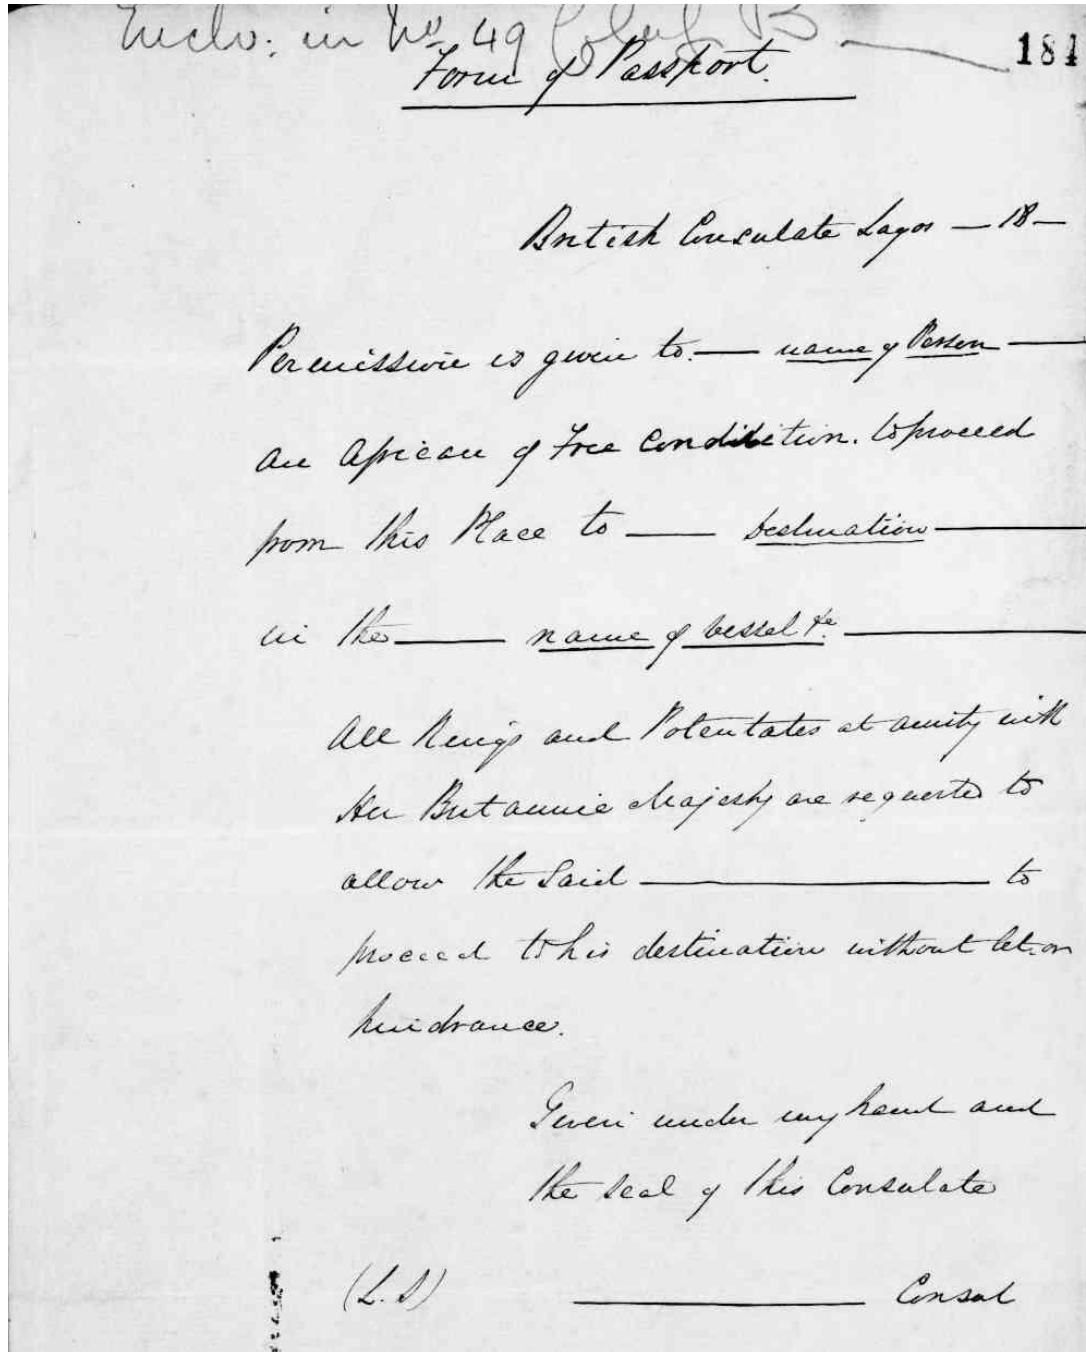 Enclo: in No. 49
184
Form of Passport.
British Consulate Lagos — 18 —
Permission is given to. — name of Person —
An African of Free Condition. to proceed
from this Place to — destination —
in the — name of vessel &c. —
All Kings and Potentates at amity with
Her Britannic Majesty are requested to
allow the Said — to
proceed to his destination without let or
hindrance.
Given under my hand and
the seal of this Consulate
(L.S) — Consul